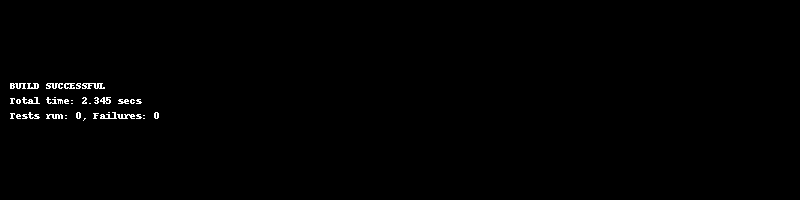 BUILD SUCCESSFUL
Total time: 2.345 secs
Tests run: 0, Failures: 0